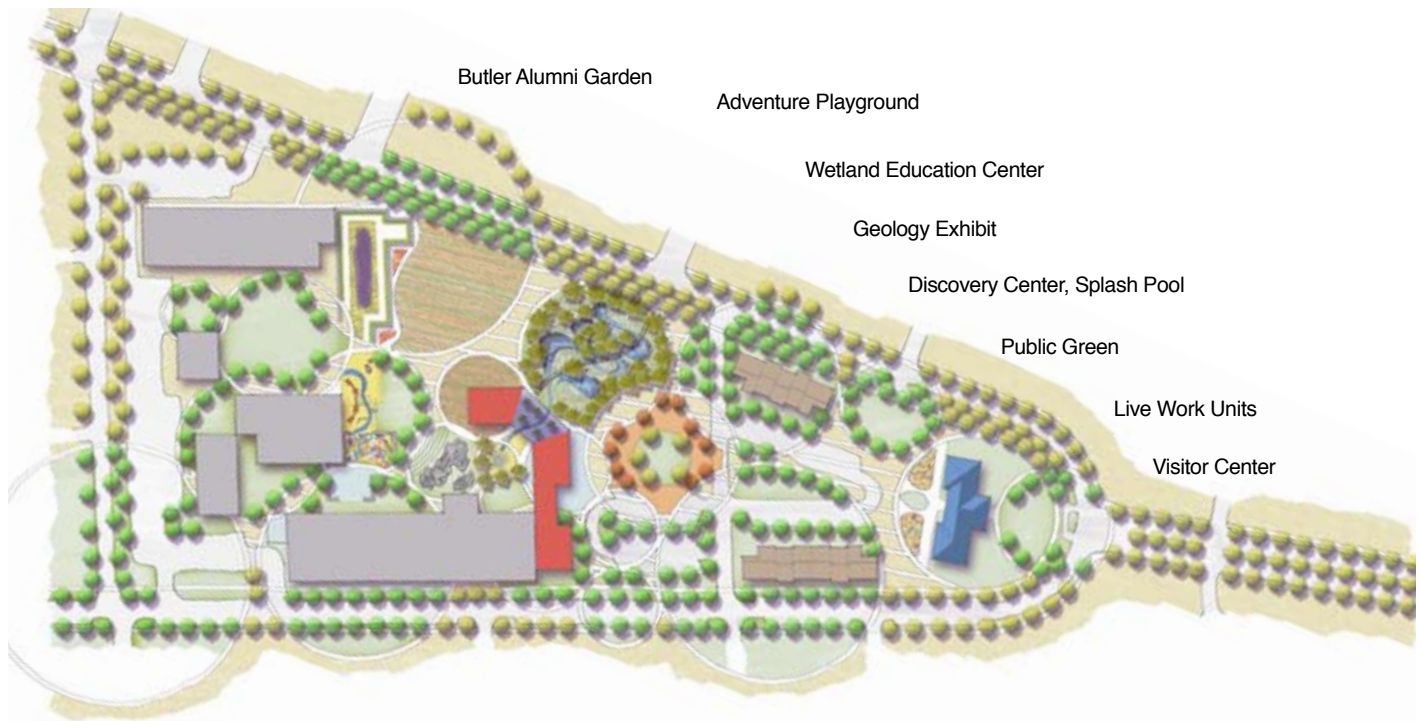 Butler Alumni Garden
Adventure Playground
Wetland Education Center
Geology Exhibit
Discovery Center, Splash Pool
Public Green
Live Work Units
Visitor Center